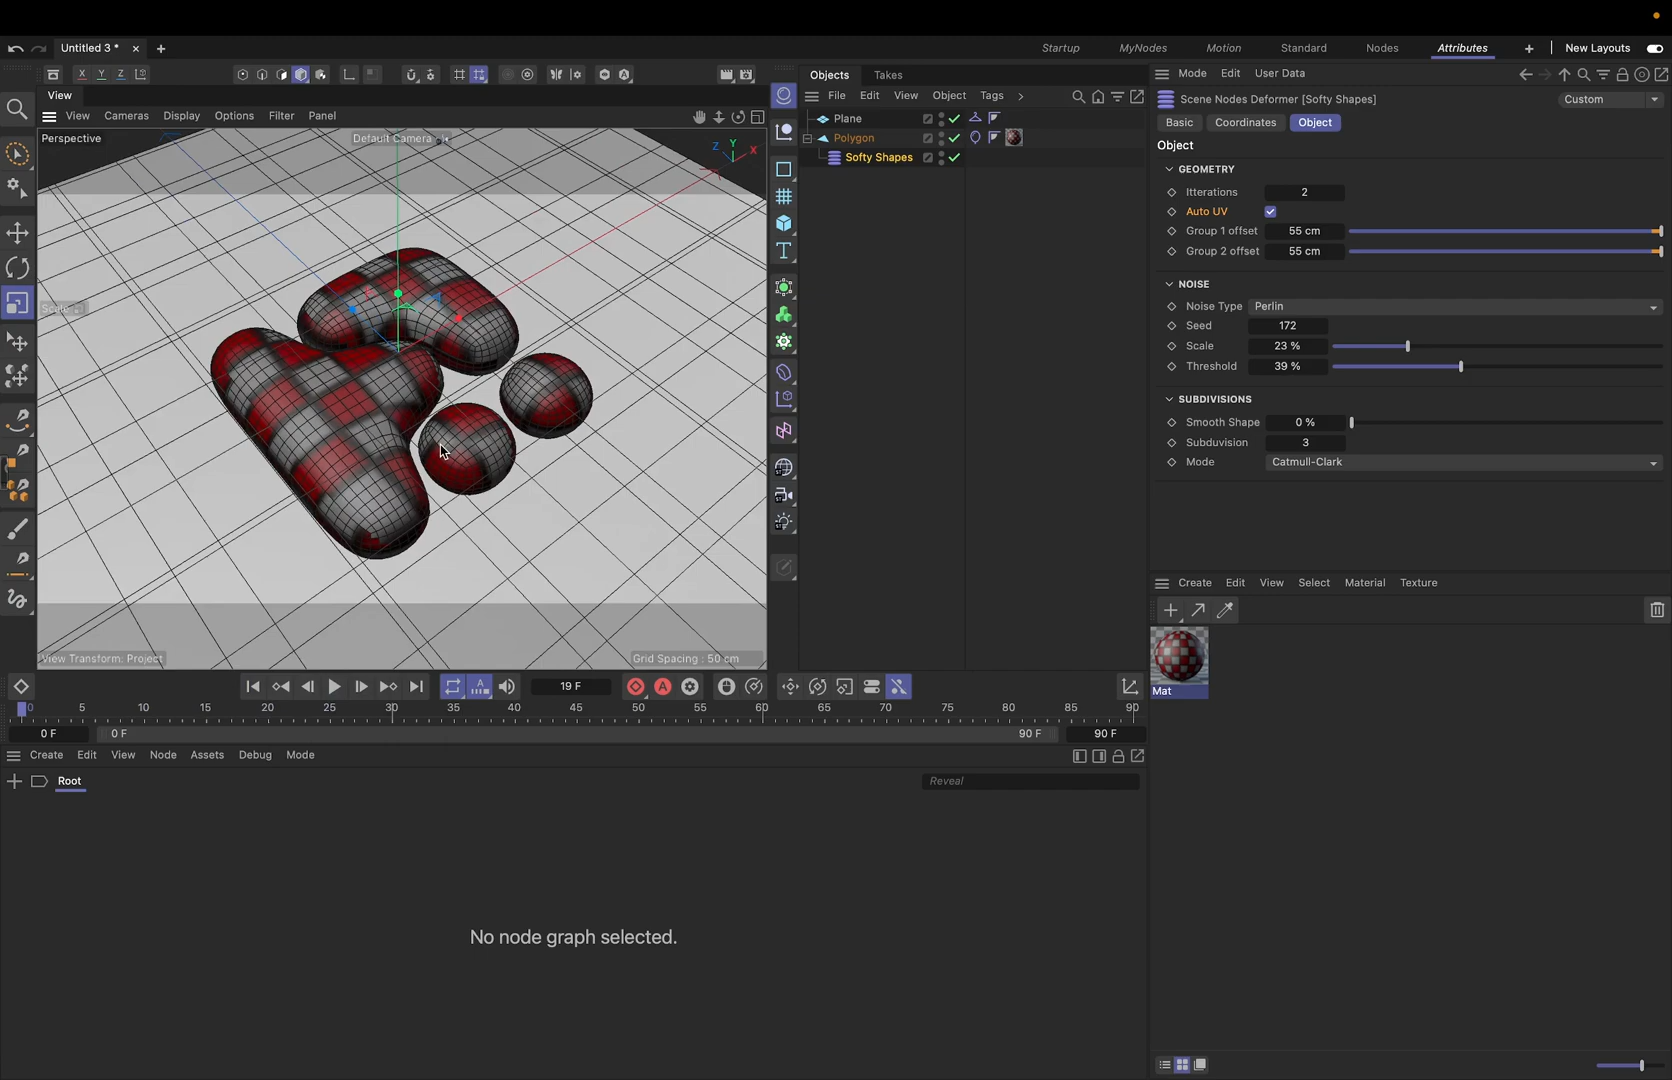 Untitled 3 *
Startup
MyNodes
Motion
Standard
Nodes
Attributes
New Layouts
X
Y
Z
View
View
Cameras
Display
Options
Filter
Panel
Perspective
Default Camera
Z
Y
X
Scale
View Transform: Project
Grid Spacing : 50 cm
Objects
Takes
File
Edit
View
Object
Tags
Plane
Polygon
Softy Shapes
Mode
Edit
User Data
Scene Nodes Deformer [Softy Shapes]
Custom
Basic
Coordinates
Object
Object
GEOMETRY
Itterations 2
Auto UV
Group 1 offset 55 cm
Group 2 offset 55 cm
NOISE
Noise Type Perlin
Seed 172
Scale 23 %
Threshold 39 %
SUBDIVISIONS
Smooth Shape 0 %
Subduvision 3
Mode Catmull-Clark
Create
Edit
View
Select
Material
Texture
Mat
19 F
0 5 10 15 20 25 30 35 40 45 50 55 60 65 70 75 80 85 90
0 F
0 F
90 F
90 F
Create
Edit
View
Node
Assets
Debug
Mode
Root
Reveal
No node graph selected.